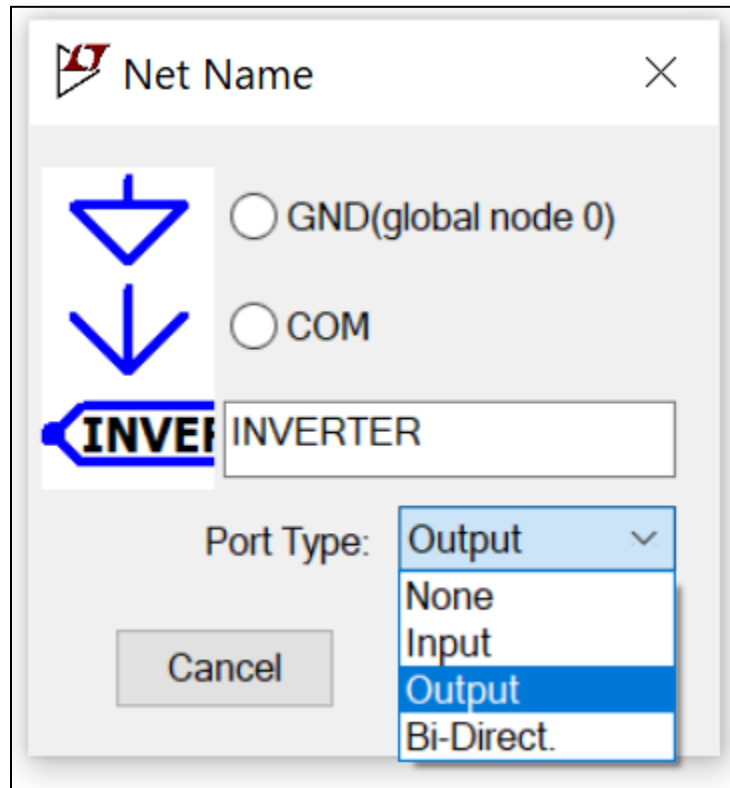 Net Name
GND(global node 0)
COM
INVER
INVERTER
Port Type:
Output
None
Input
Output
Bi-Direct.
Cancel